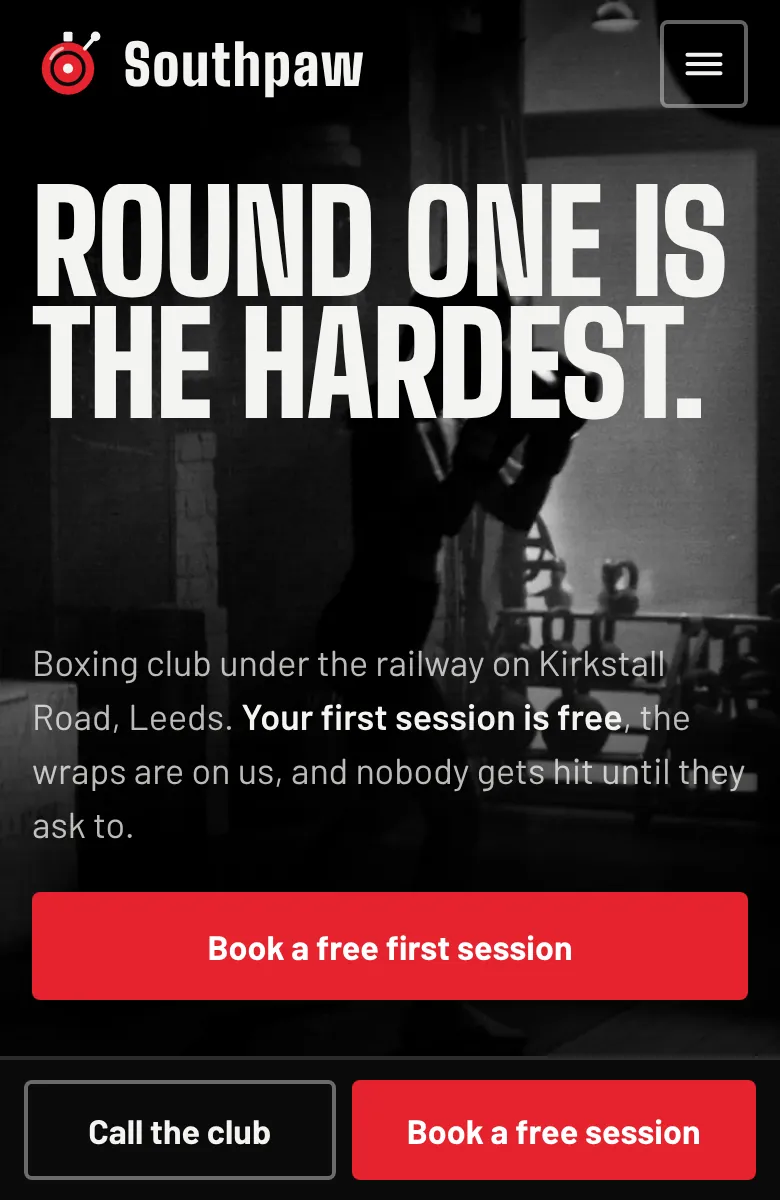 Southpaw
ROUND ONE IS
THE HARDEST.
Boxing club under the railway on Kirkstall
Road, Leeds. Your first session is free, the
wraps are on us, and nobody gets hit until they
ask to.
Book a free first session
Call the club
Book a free session